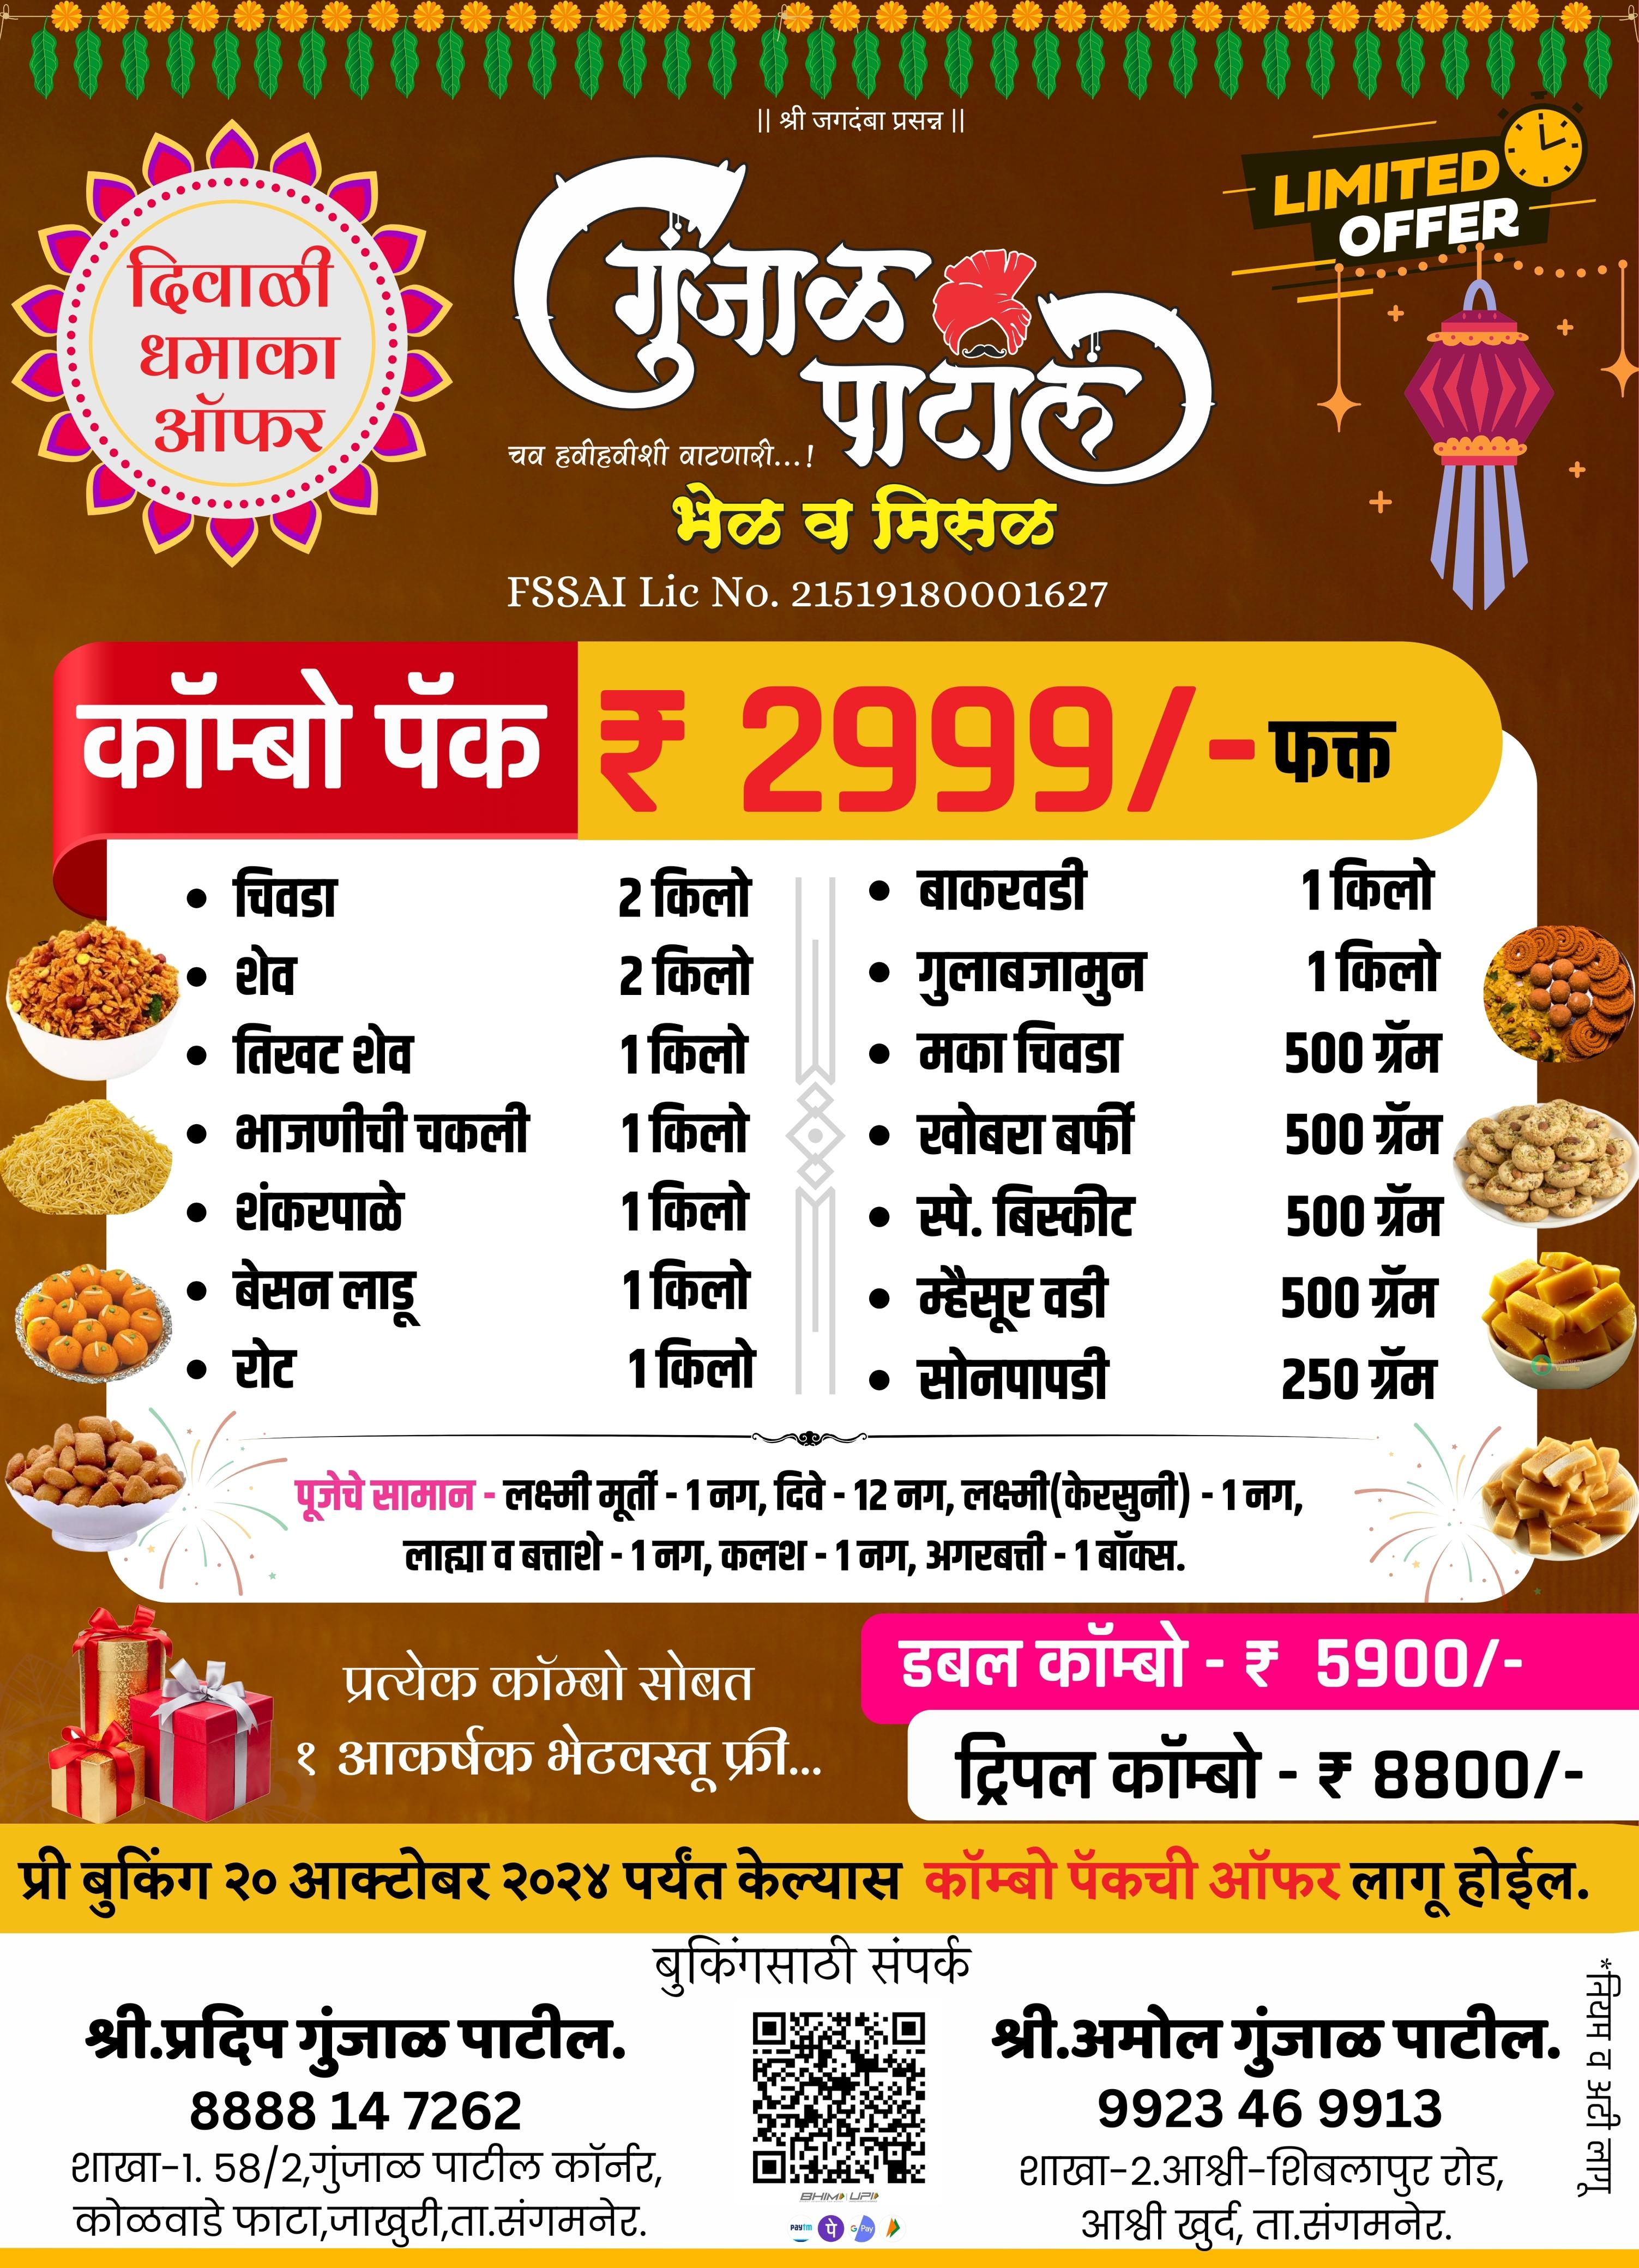 || श्री जगदंबा प्रसन्न ||
LIMITED
OFFER
दिवाळी
धमाका
ऑफर
गुंजाळ
पाटील
चव हवीहवीशी वाटणारी...!
भेळ व मिसळ
FSSAI Lic No. 21519180001627
कॉम्बो पॅक ₹ 2999/- फक्त
• चिवडा 2 किलो
• शेव 2 किलो
• तिखट शेव 1 किलो
• भाजणीची चकली 1 किलो
• शंकरपाळे 1 किलो
• बेसन लाडू 1 किलो
• रोट 1 किलो
• बाकरवडी 1 किलो
• गुलाबजामुन 1 किलो
• मका चिवडा 500 ग्रॅम
• खोबरा बर्फी 500 ग्रॅम
• स्पे. बिस्कीट 500 ग्रॅम
• म्हैसूर वडी 500 ग्रॅम
• सोनपापडी 250 ग्रॅम
पूजेचे सामान - लक्ष्मी मूर्ती - 1 नग, दिवे - 12 नग, लक्ष्मी(केरसुनी) - 1 नग,
लाह्या व बत्ताशे - 1 नग, कलश - 1 नग, अगरबत्ती - 1 बॉक्स.
प्रत्येक कॉम्बो सोबत
१ आकर्षक भेटवस्तू फ्री...
डबल कॉम्बो - ₹ 5900/-
ट्रिपल कॉम्बो - ₹ 8800/-
प्री बुकिंग २० आक्टोबर २०२४ पर्यंत केल्यास कॉम्बो पॅकची ऑफर लागू होईल.
बुकिंगसाठी संपर्क
श्री.प्रदिप गुंजाळ पाटील.
8888 14 7262
शाखा-1. 58/2,गुंजाळ पाटील कॉर्नर,
कोळवाडे फाटा,जाखुरी,ता.संगमनेर.
BHIM UPI
Paytm पे G Pay
श्री.अमोल गुंजाळ पाटील.
9923 46 9913
शाखा-2.आश्वी-शिबलापुर रोड,
आश्वी खुर्द, ता.संगमनेर.
*नियम व अटी लागू